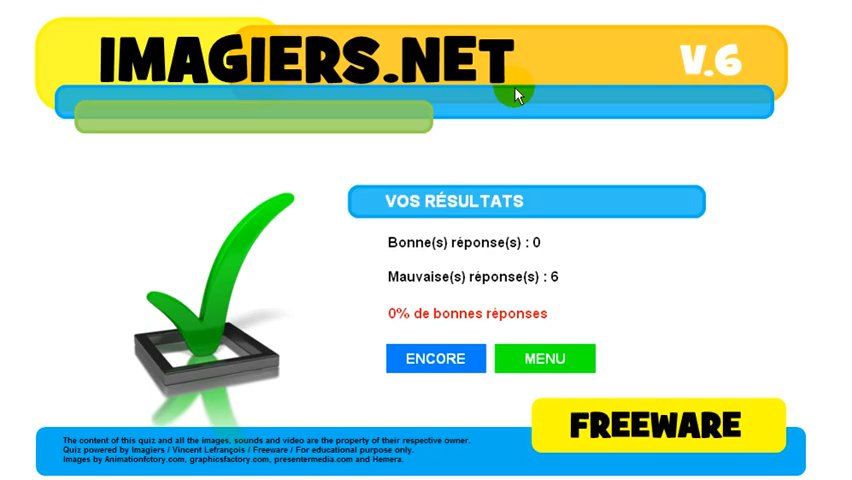 IMAGIERS.NET
V.6
VOS RÉSULTATS
Bonne(s) réponse(s) : 0
Mauvaise(s) réponse(s) : 6
0% de bonnes réponses
ENCORE
MENU
FREEWARE
The content of this quiz and all the images, sounds and video are the property of their respective owner.
Quiz powered by Imagiers / Vincent Lefrançois / Freeware / For educational purpose only.
Images by Animationfctory.com, graphicsfactory.com, presentermedia.com and Hemera.